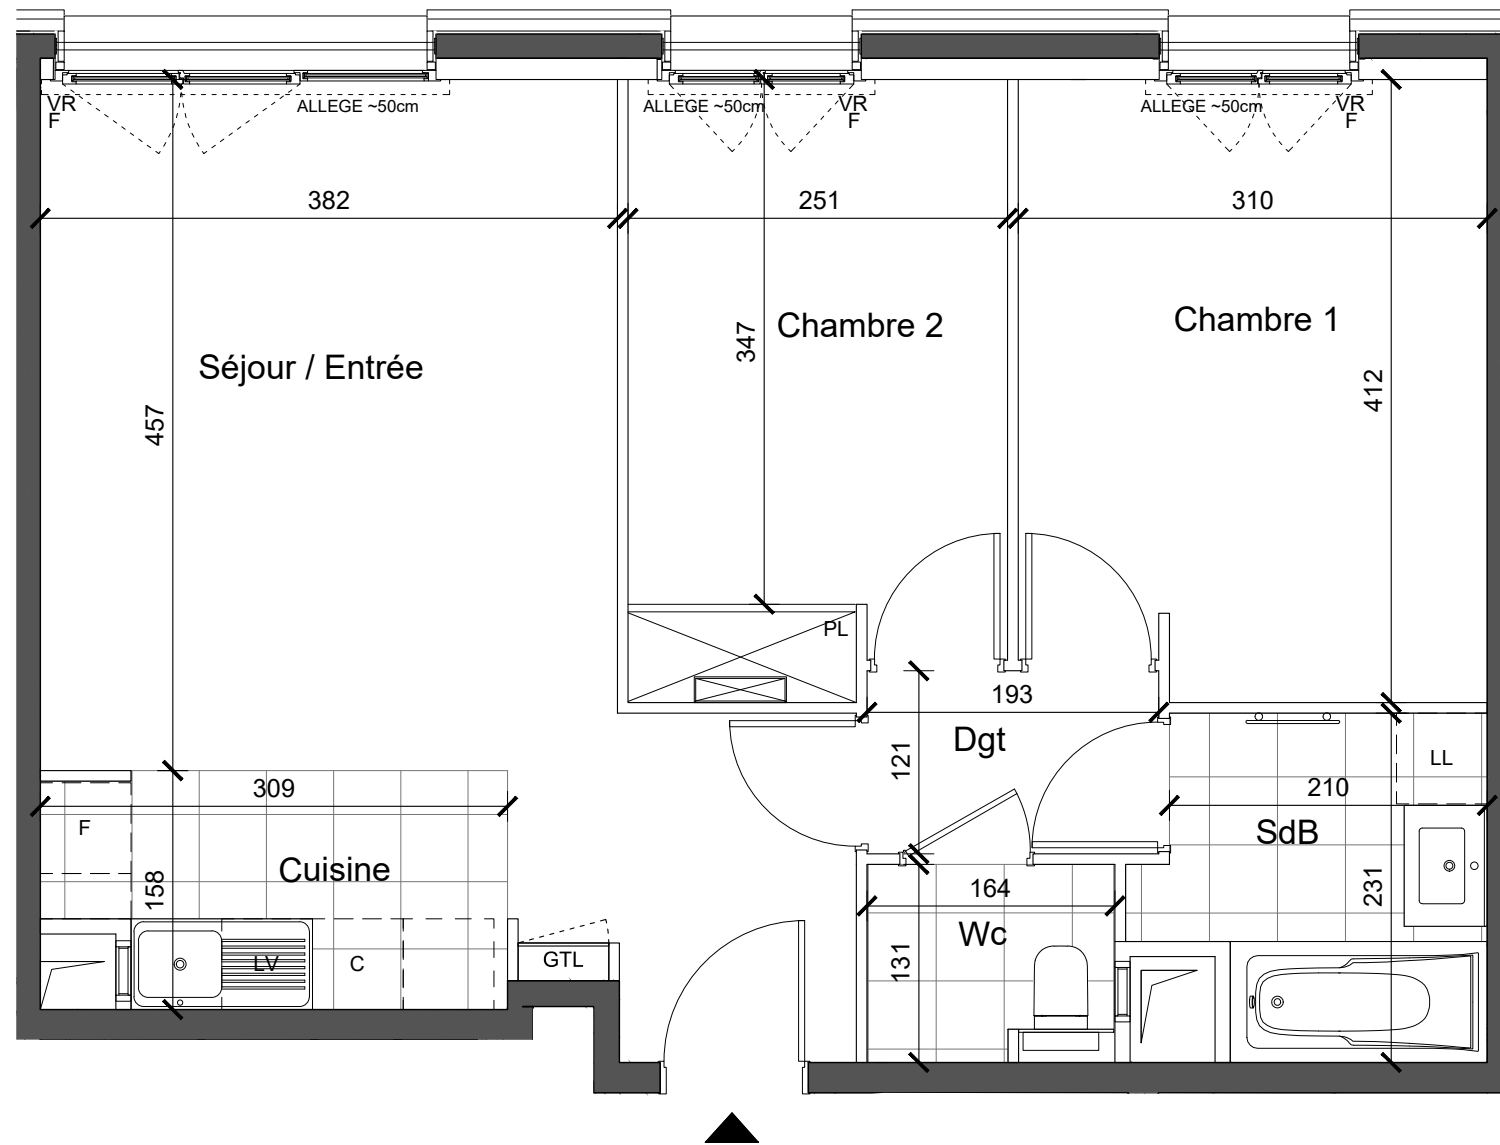 VR
F
ALLEGE ~50cm
ALLEGE ~50cm
VR
F
ALLEGE ~50cm
VR
F
382
251
310
Chambre 2
Chambre 1
347
Séjour / Entrée
412
457
PL
193
Dgt
121
LL
309
210
F
SdB
Cuisine
158
164
231
Wc
131
GTL
LV
C